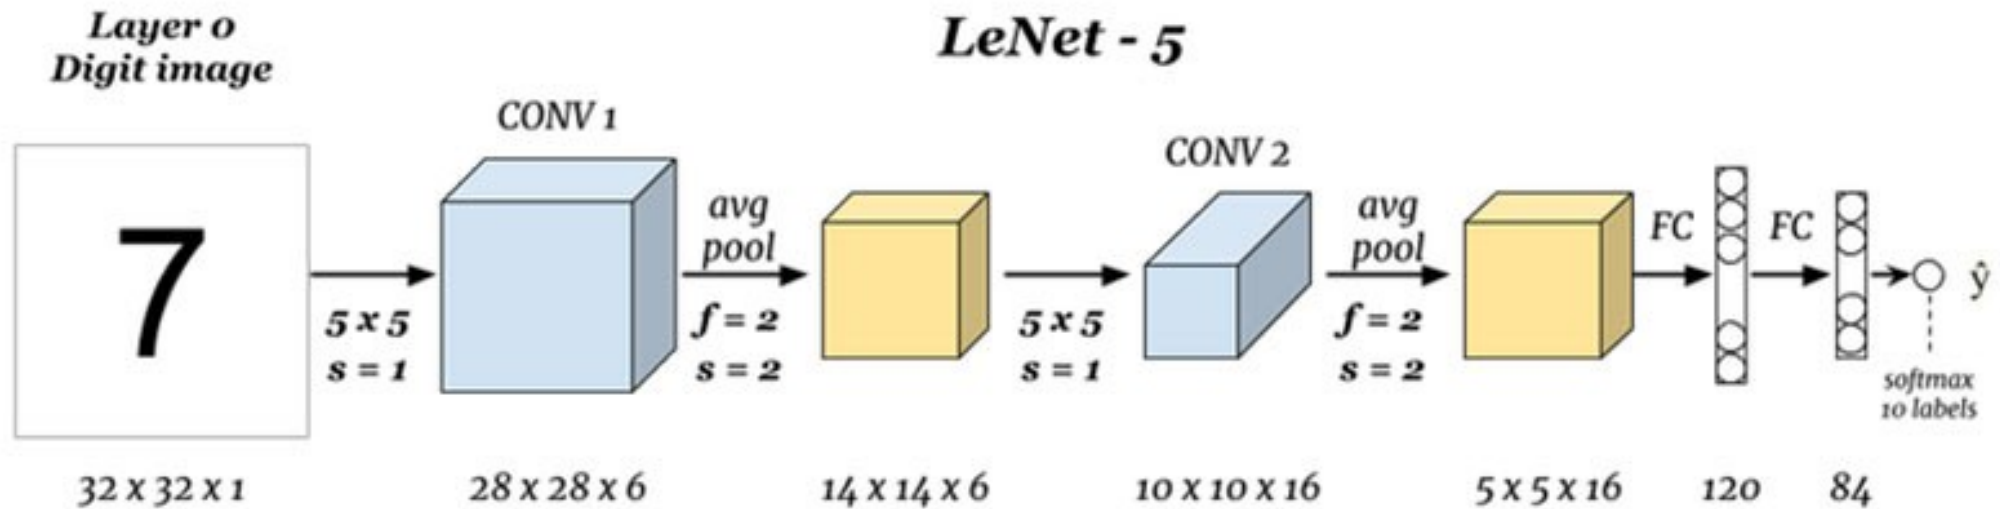 Layer 0
Digit image
LeNet - 5
7
5 x 5
s = 1
CONV 1
avg
pool
f = 2
s = 2
5 x 5
s = 1
CONV 2
avg
pool
f = 2
s = 2
FC
FC
ŷ
softmax
10 labels
32 x 32 x 1
28 x 28 x 6
14 x 14 x 6
10 x 10 x 16
5 x 5 x 16
120
84